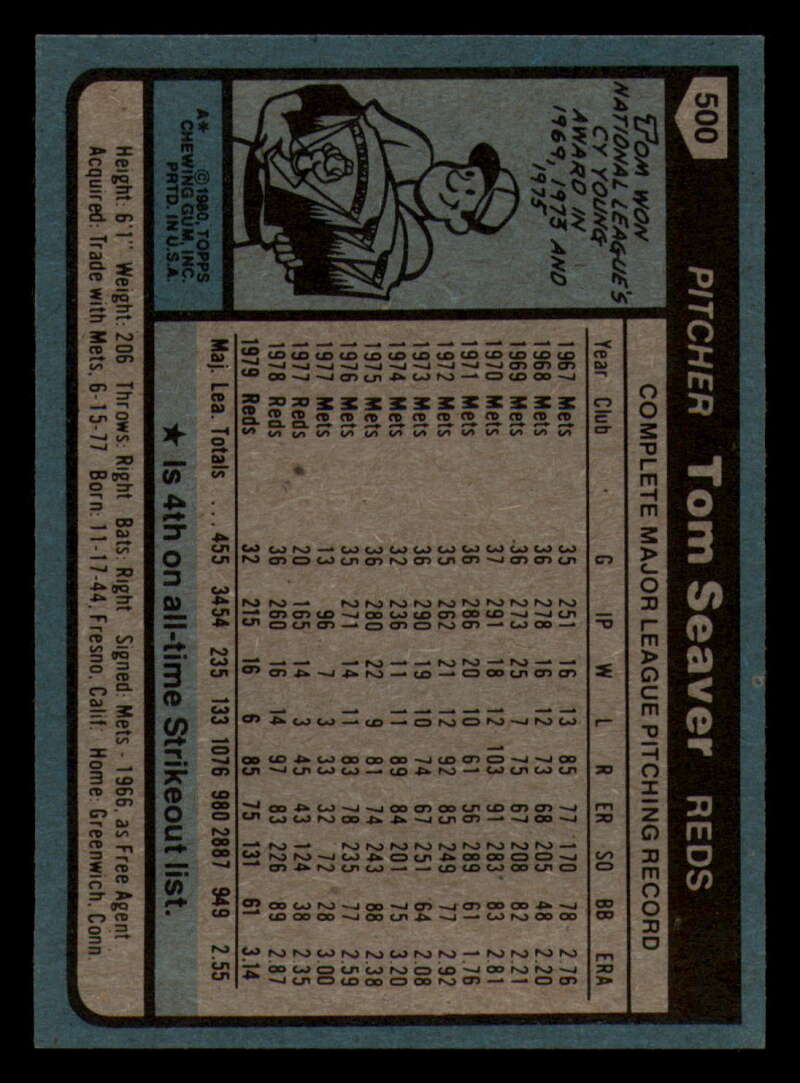 500
PITCHER Tom Seaver REDS
TOM WON
NATIONAL LEAGUE'S
CY YOUNG
AWARD IN
1969, 1973 AND
1975
A* © 1980, TOPPS
CHEWING GUM, INC.
PRTD. IN U.S.A.
COMPLETE MAJOR LEAGUE PITCHING RECORD
Year Club G IP W L R ER SO BB ERA
1967 Mets 35 251 16 13 85 77 170 78 2.76
1968 Mets 36 278 16 12 73 68 205 48 2.20
1969 Mets 36 273 25 7 75 67 208 82 2.21
1970 Mets 37 291 18 12 103 91 283 83 2.81
1971 Mets 36 286 20 10 61 56 289 61 1.76
1972 Mets 35 262 21 12 92 85 249 77 2.92
1973 Mets 36 290 19 10 74 67 251 64 2.08
1974 Mets 32 236 11 11 89 84 201 75 3.20
1975 Mets 36 280 22 9 81 74 243 88 2.38
1976 Mets 35 271 14 11 83 78 235 77 2.59
1977 Mets 13 96 7 3 33 32 72 28 3.00
1977 Reds 20 165 14 3 45 43 124 38 2.35
1978 Reds 36 260 16 14 97 83 226 89 2.87
1979 Reds 32 215 16 6 85 75 131 61 3.14
Maj. Lea. Totals ... 455 3454 235 133 1076 980 2887 949 2.55
★ Is 4th on all-time Strikeout list.
Height: 6'1" Weight: 206 Throws: Right Bats: Right Signed: Mets - 1966, as Free Agent
Acquired: Trade with Mets, 6-15-77 Born: 11-17-44, Fresno, Calif. Home: Greenwich, Conn.